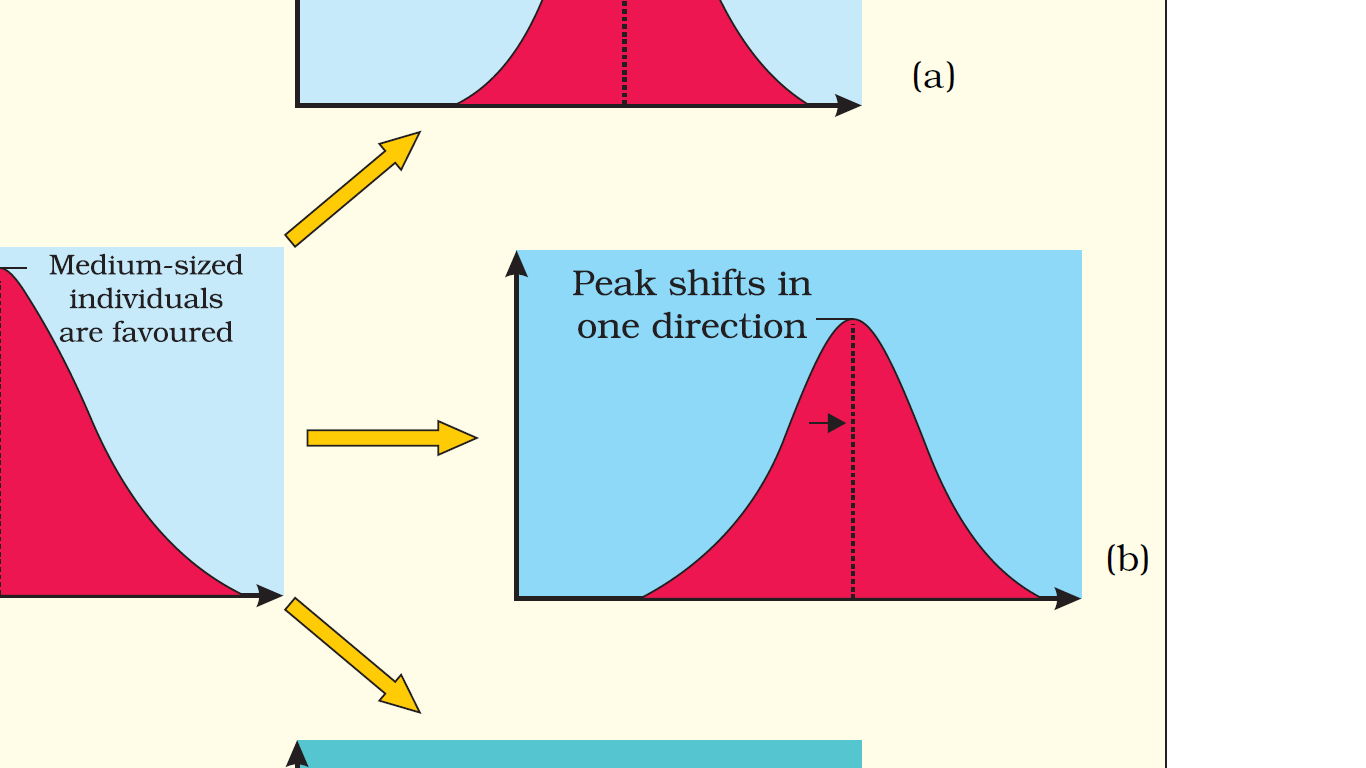 (a)
Medium-sized
individuals
are favoured
Peak shifts in
one direction
(b)